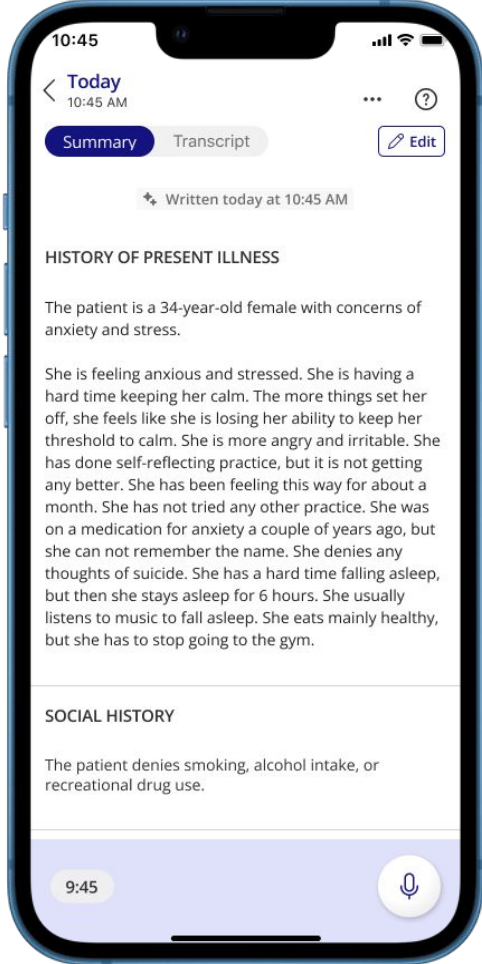 10:45
Today
10:45 AM
?
Summary
Transcript
Edit
Written today at 10:45 AM
HISTORY OF PRESENT ILLNESS
The patient is a 34-year-old female with concerns of
anxiety and stress.
She is feeling anxious and stressed. She is having a
hard time keeping her calm. The more things set her
off, she feels like she is losing her ability to keep her
threshold to calm. She is more angry and irritable. She
has done self-reflecting practice, but it is not getting
any better. She has been feeling this way for about a
month. She has not tried any other practice. She was
on a medication for anxiety a couple of years ago, but
she can not remember the name. She denies any
thoughts of suicide. She has a hard time falling asleep,
but then she stays asleep for 6 hours. She usually
listens to music to fall asleep. She eats mainly healthy,
but she has to stop going to the gym.
SOCIAL HISTORY
The patient denies smoking, alcohol intake, or
recreational drug use.
9:45